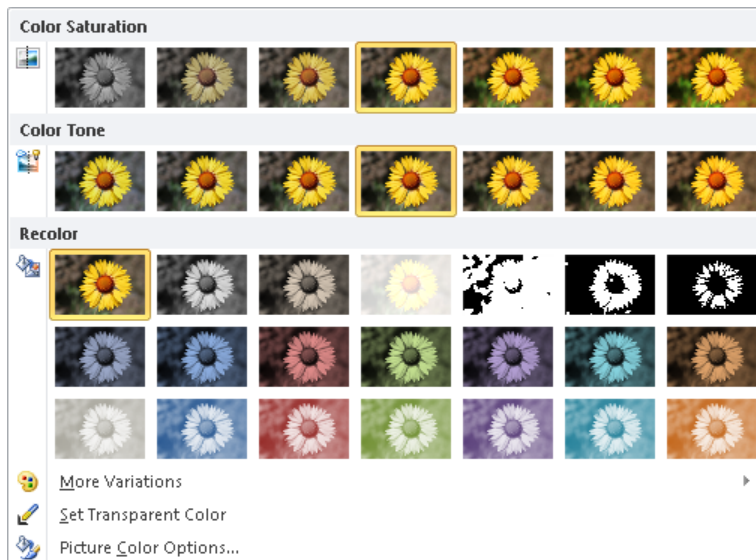 Color Saturation
Color Tone
Recolor
More Variations
Set Transparent Color
Picture Color Options...